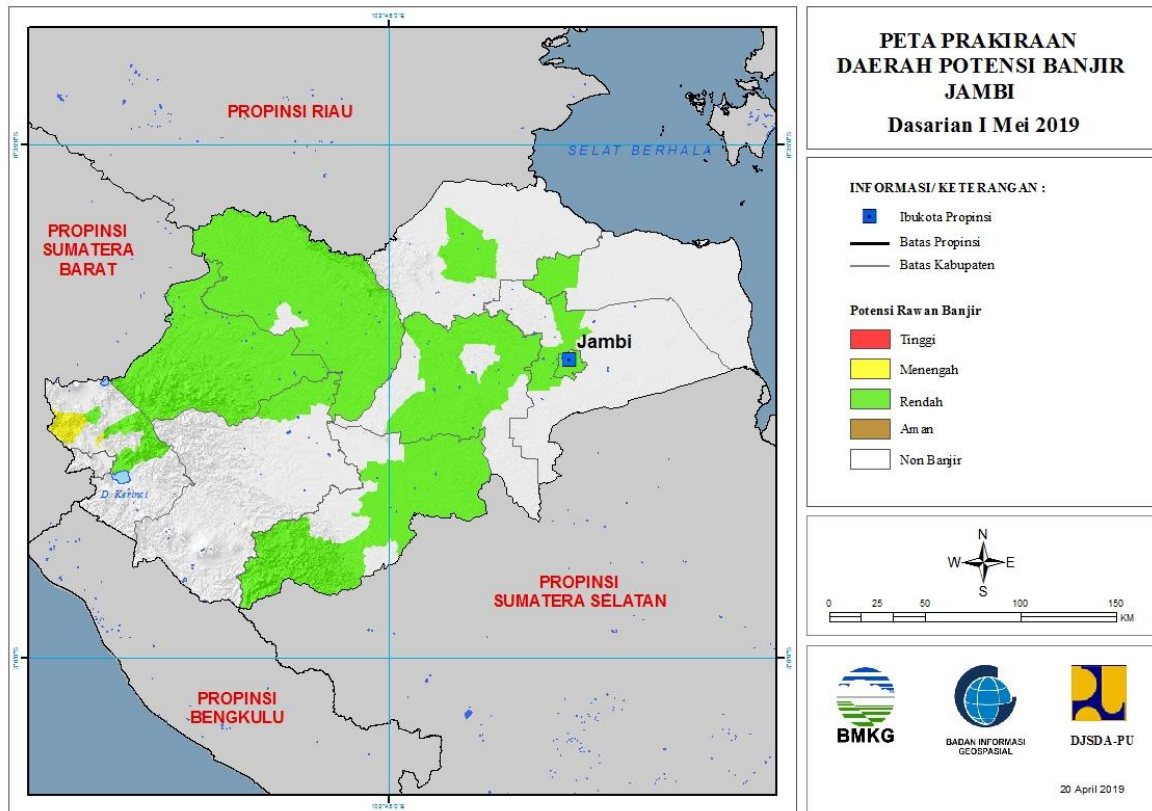 PETA PRAKIRAAN
DAERAH POTENSI BANJIR
JAMBI
Dasarian I Mei 2019
INFORMASI/ KETERANGAN :
Ibukota Propinsi
Batas Propinsi
Batas Kabupaten
Potensi Rawan Banjir
Tinggi
Menengah
Rendah
Aman
Non Banjir
N
W E
S
0 25 50 100 150
KM
BMKG
BADAN INFORMASI
GEOSPASIAL
DJSDA-PU
20 April 2019
PROPINSI RIAU
SELAT BERHALA
PROPINSI
SUMATERA
BARAT
Jambi
D. Kerinci
PROPINSI
SUMATERA SELATAN
PROPINSI
BENGKULU